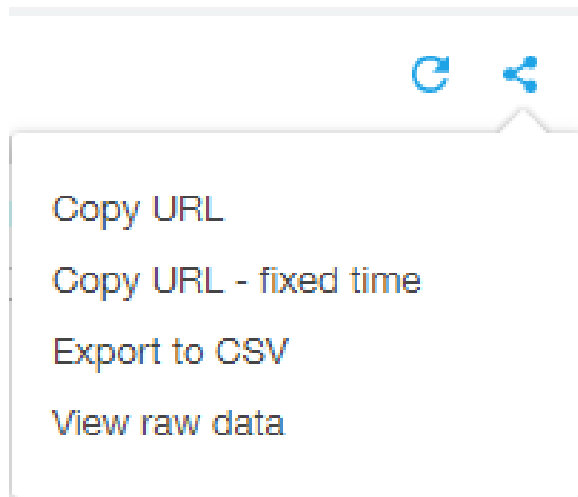 Copy URL
Copy URL - fixed time
Export to CSV
View raw data